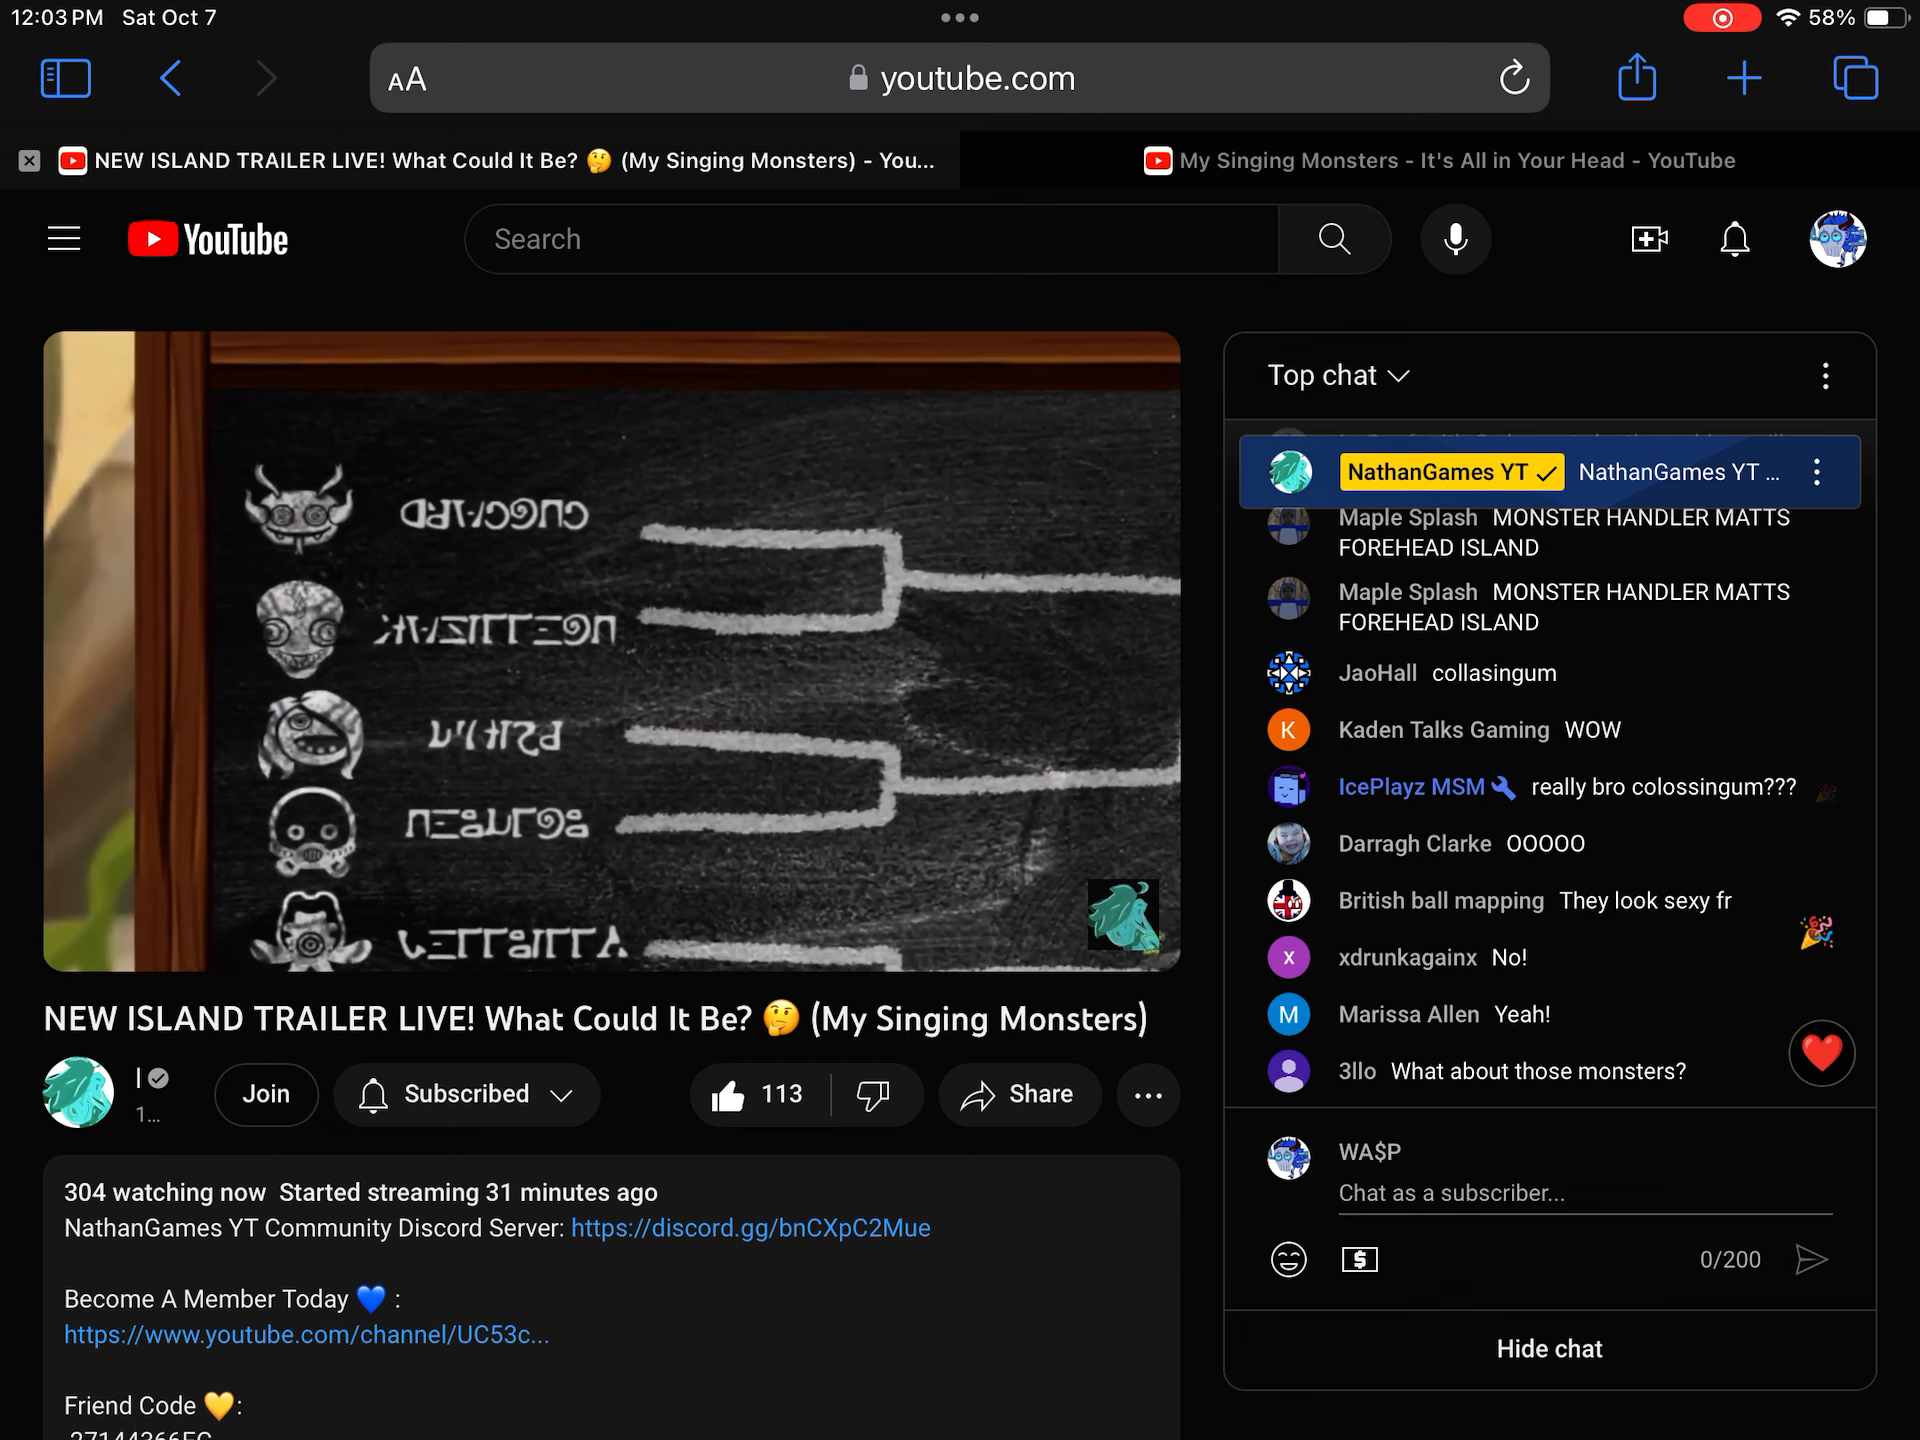 12:03 PM Sat Oct 7
58%
AA
youtube.com
NEW ISLAND TRAILER LIVE! What Could It Be? 🤔 (My Singing Monsters) - You...
My Singing Monsters - It's All in Your Head - YouTube
YouTube
Search
Top chat
NathanGames YT NathanGames YT ...
Maple Splash MONSTER HANDLER MATTS
FOREHEAD ISLAND
Maple Splash MONSTER HANDLER MATTS
FOREHEAD ISLAND
JaoHall collasingum
K Kaden Talks Gaming WOW
IcePlayz MSM really bro colossingum???
Darragh Clarke OOOOO
British ball mapping They look sexy fr
x xdrunkagainx No!
M Marissa Allen Yeah!
3llo What about those monsters?
WA$P
Chat as a subscriber...
0/200
Hide chat
NEW ISLAND TRAILER LIVE! What Could It Be? 🤔 (My Singing Monsters)
1...
Join
Subscribed
113
Share
304 watching now Started streaming 31 minutes ago
NathanGames YT Community Discord Server: https://discord.gg/bnCXpC2Mue
Become A Member Today 💙 :
https://www.youtube.com/channel/UC53c...
Friend Code 💛: